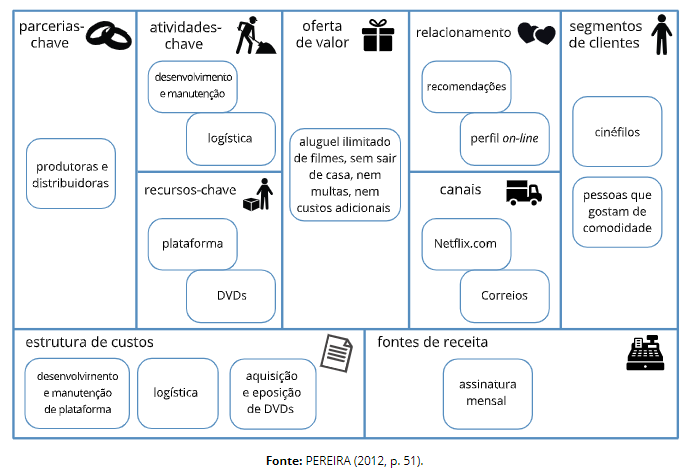 parcerias-
chave
produtoras e
distribuidoras
atividades-
chave
desenvolvimento
e manutenção
logística
recursos-chave
plataforma
DVDs
oferta
de valor
aluguel ilimitado
de filmes, sem sair
de casa, nem
multas, nem
custos adicionais
relacionamento
recomendações
perfil on-line
canais
Netflix.com
Correios
segmentos
de clientes
cinéfilos
pessoas que
gostam de
comodidade
estrutura de custos
desenvolvirnento
e manutenção
de plataforma
logística
aquisição
e eposição
de DVDs
fontes de receita
assinatura
mensal
Fonte: PEREIRA (2012, p. 51).